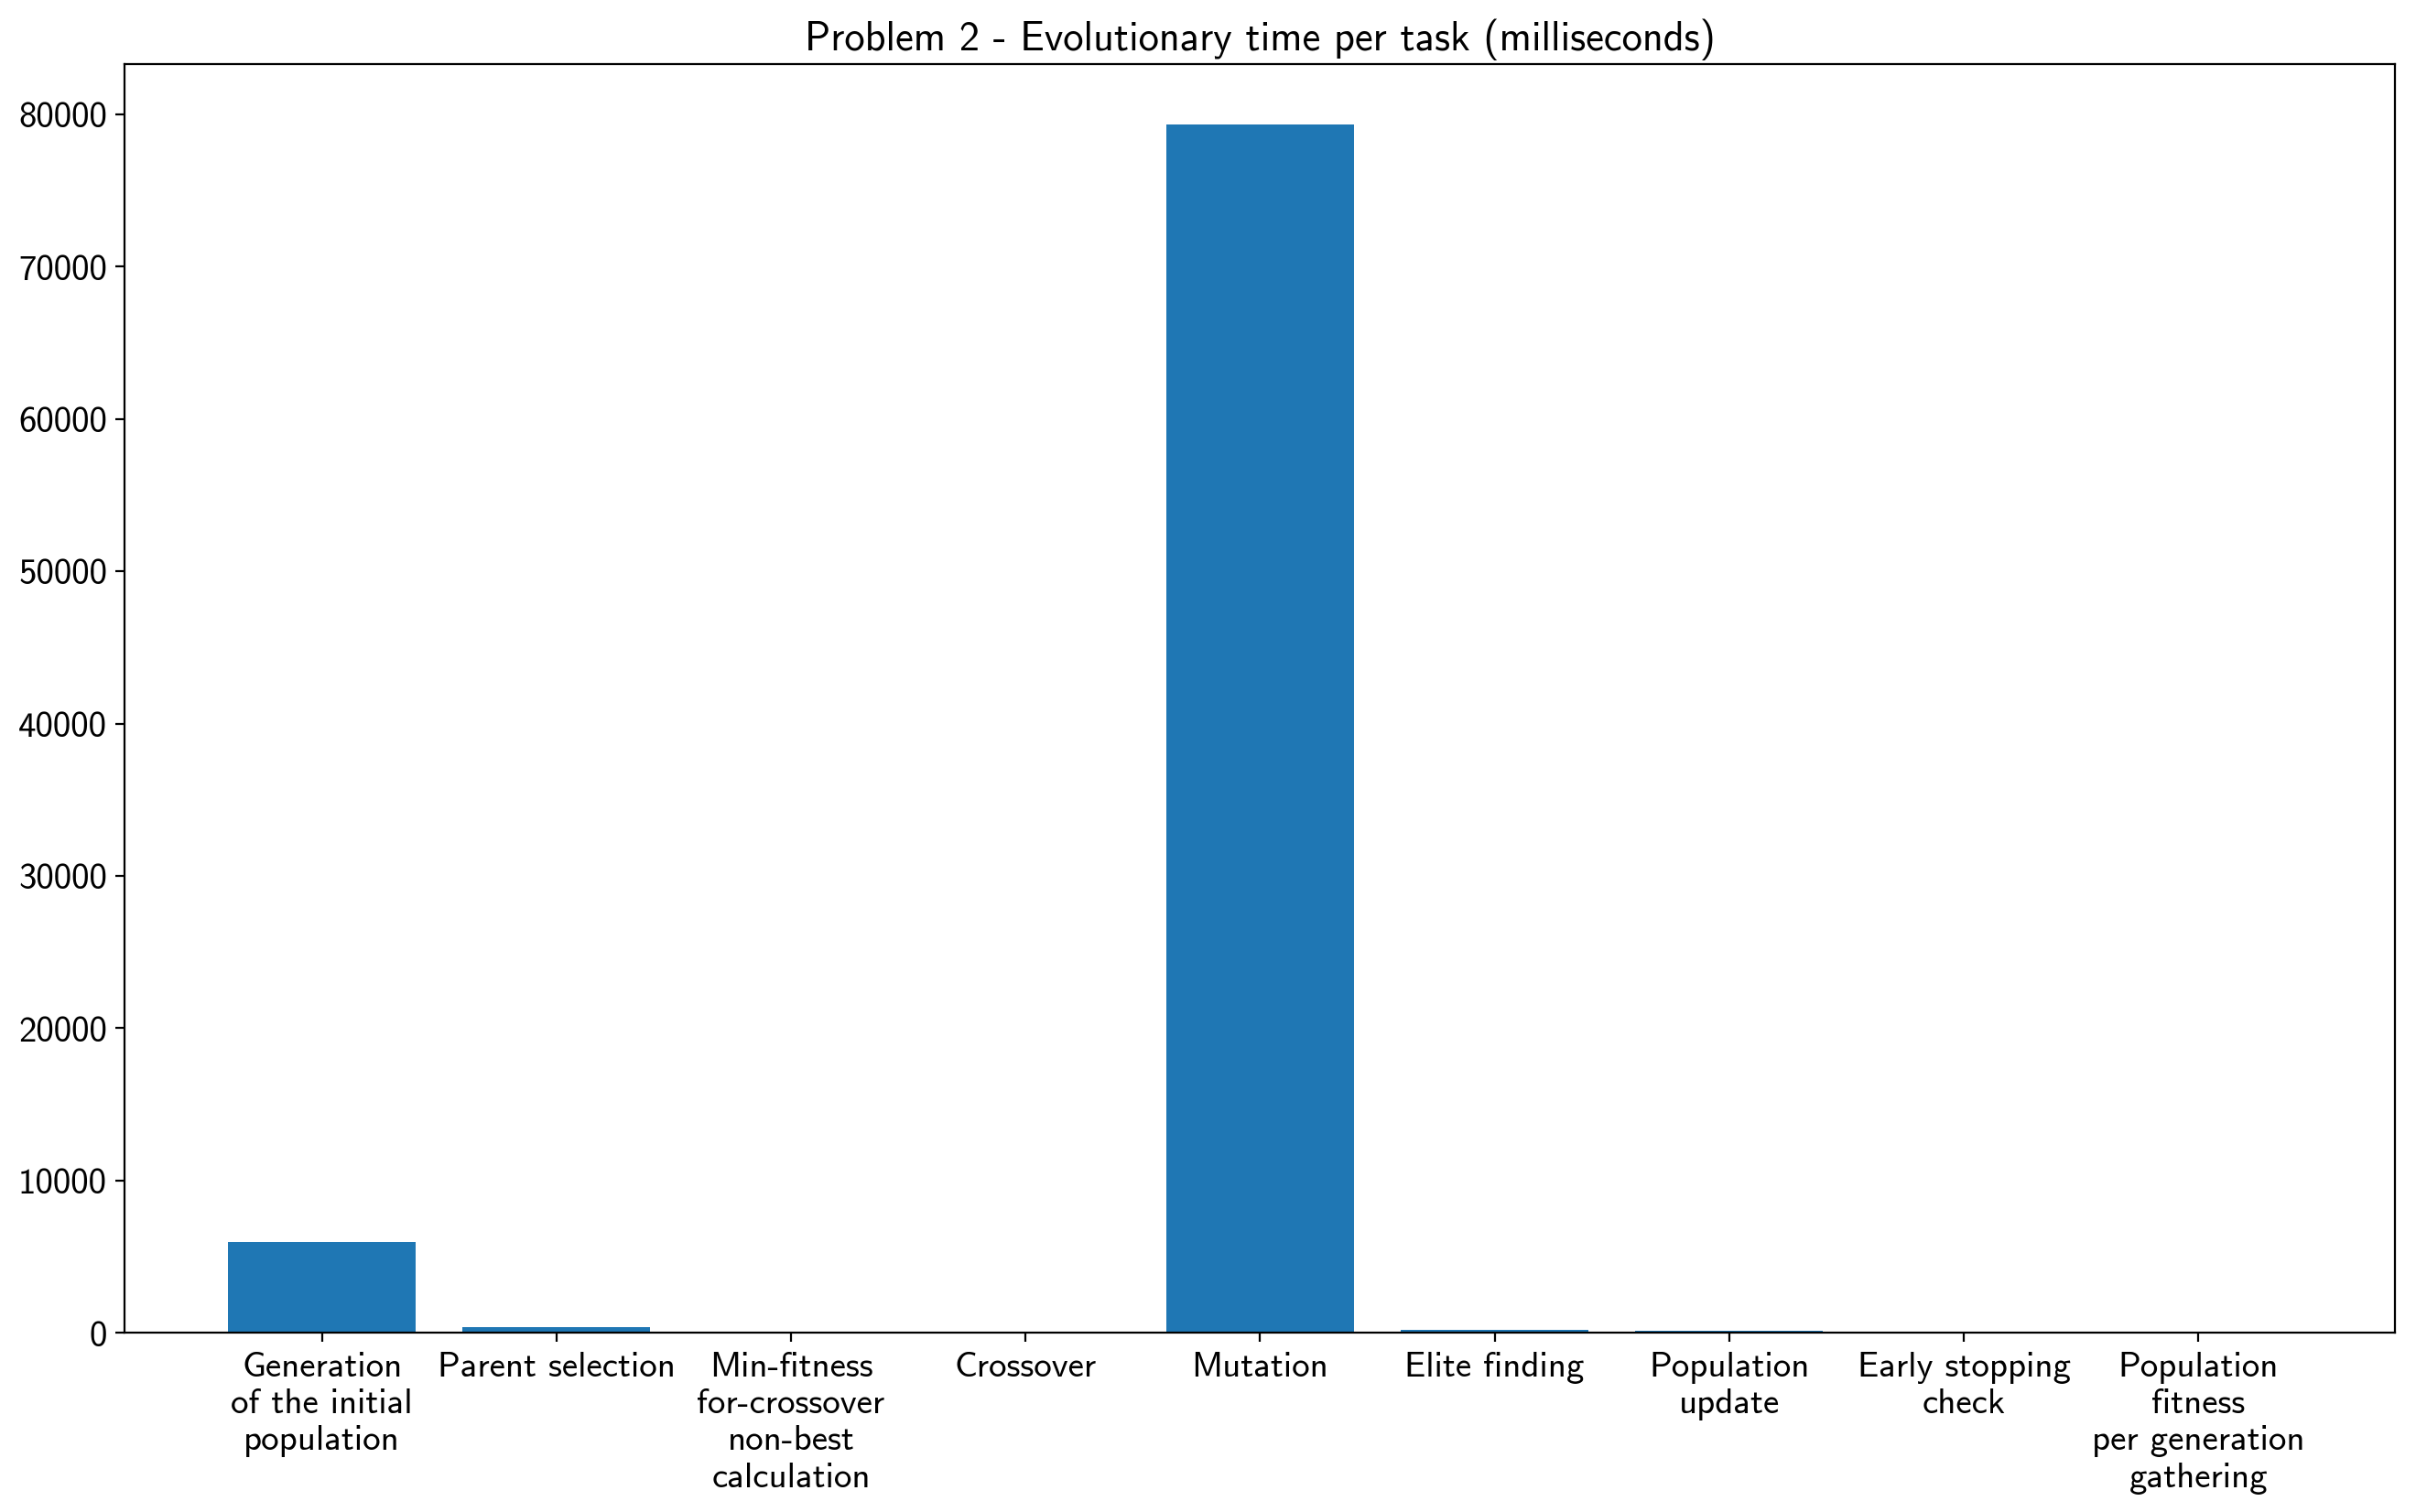 Problem 2 - Evolutionary time per task (milliseconds)
80000
70000
60000
50000
40000
30000
20000
10000
0
Generation
of the initial
population
Parent selection
Min-fitness
for-crossover
non-best
calculation
Crossover
Mutation
Elite finding
Population
update
Early stopping
check
Population
fitness
per generation
gathering